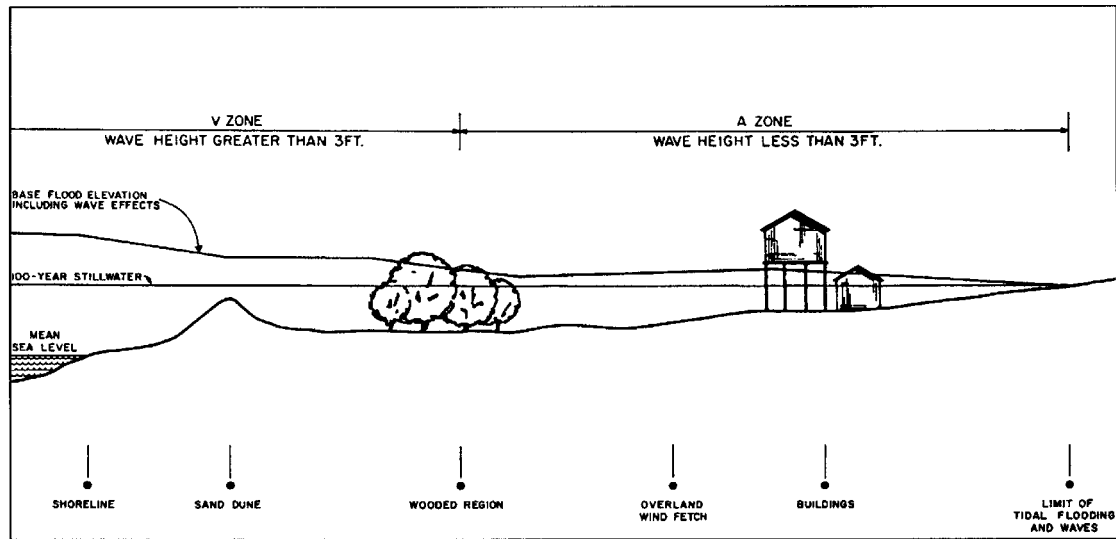 V ZONE
WAVE HEIGHT GREATER THAN 3FT.
A ZONE
WAVE HEIGHT LESS THAN 3FT.
BASE FLOOD ELEVATION
INCLUDING WAVE EFFECTS
100-YEAR STILLWATER
MEAN
SEA LEVEL
SHORELINE
SAND DUNE
WOODED REGION
OVERLAND
WIND FETCH
BUILDINGS
LIMIT OF
TIDAL FLOODING
AND WAVES